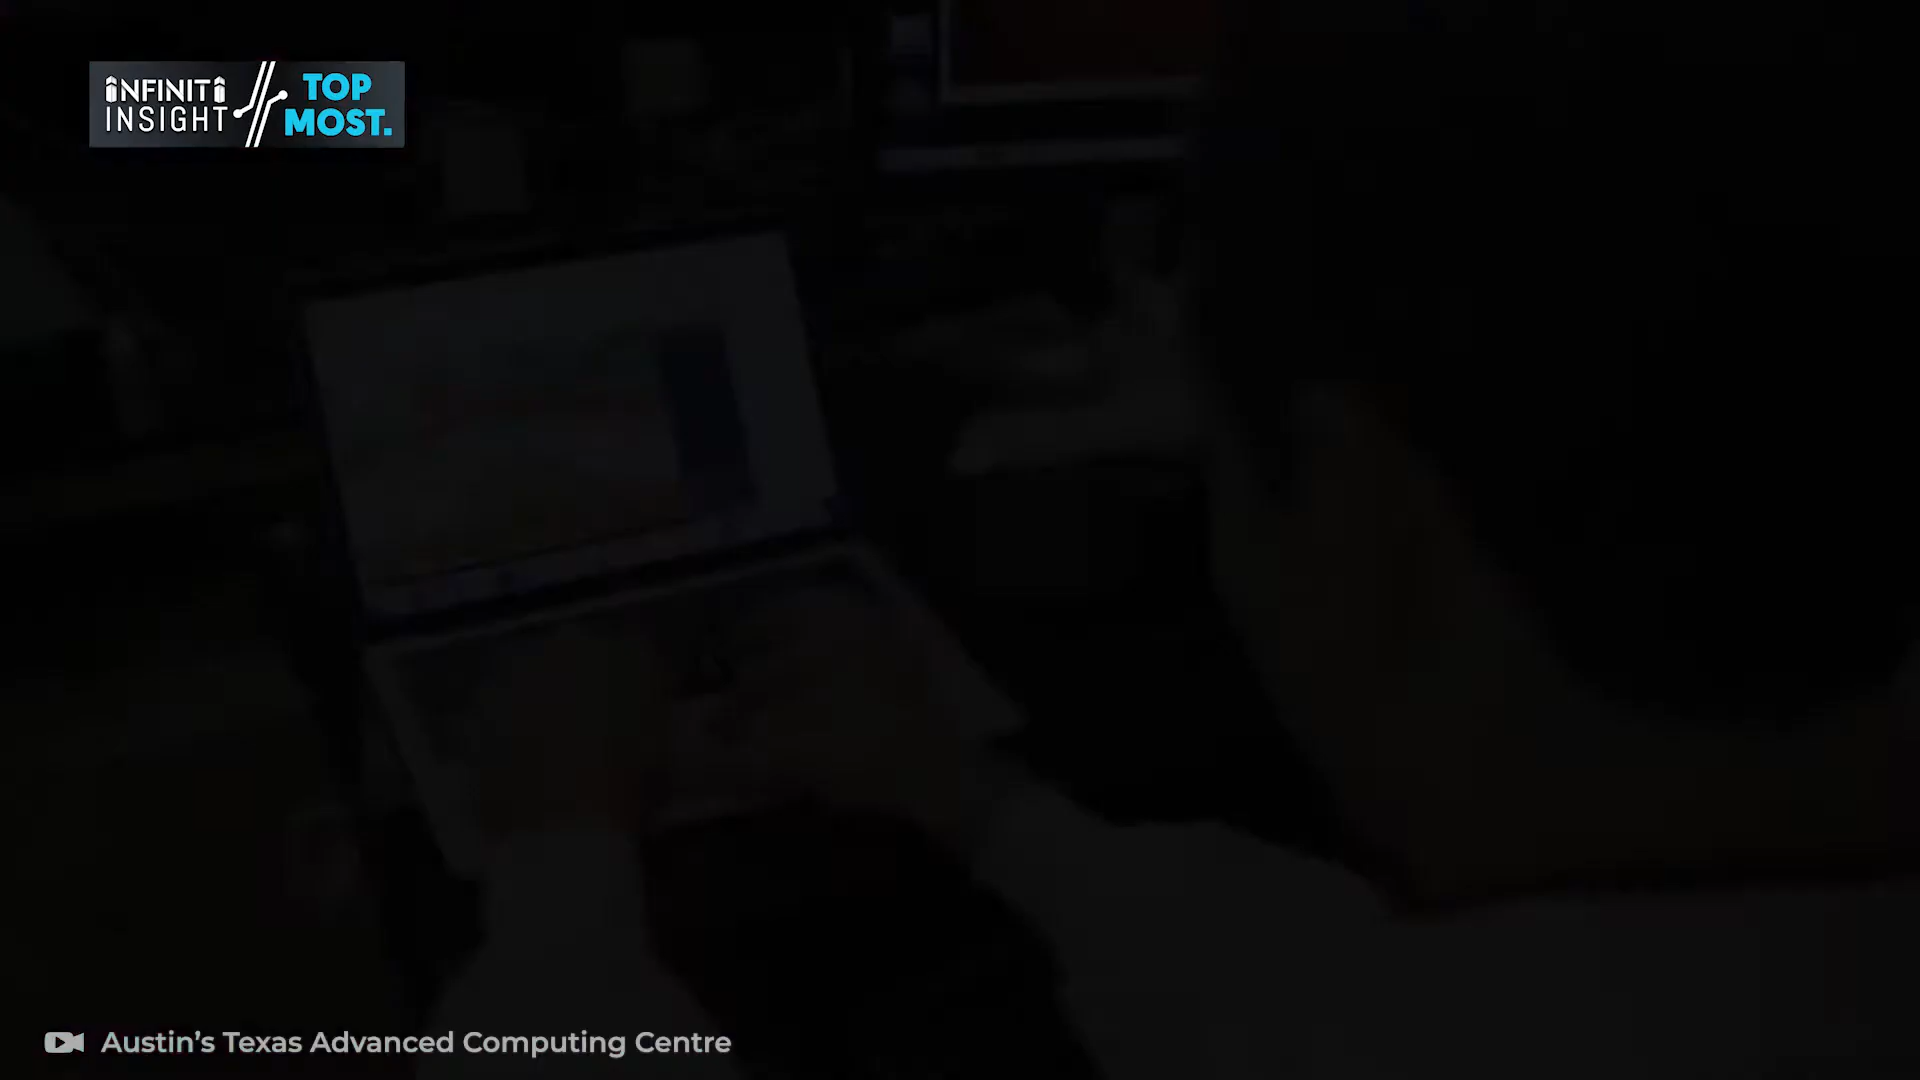 INFINITI
INSIGHT
TOP
MOST.
Austin's Texas Advanced Computing Centre